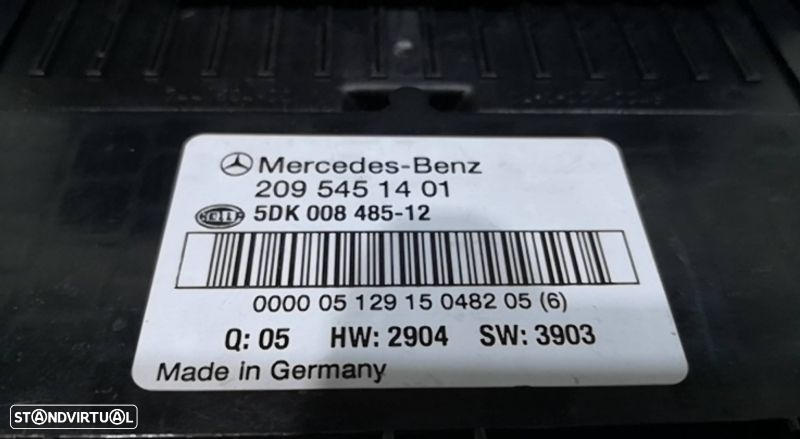 Mercedes-Benz
209 545 14 01
5DK 008 485-12
0000 05 129 15 0482 05 (6)
Q: 05 HW: 2904 SW: 3903
Made in Germany
STANDVIRTUAL